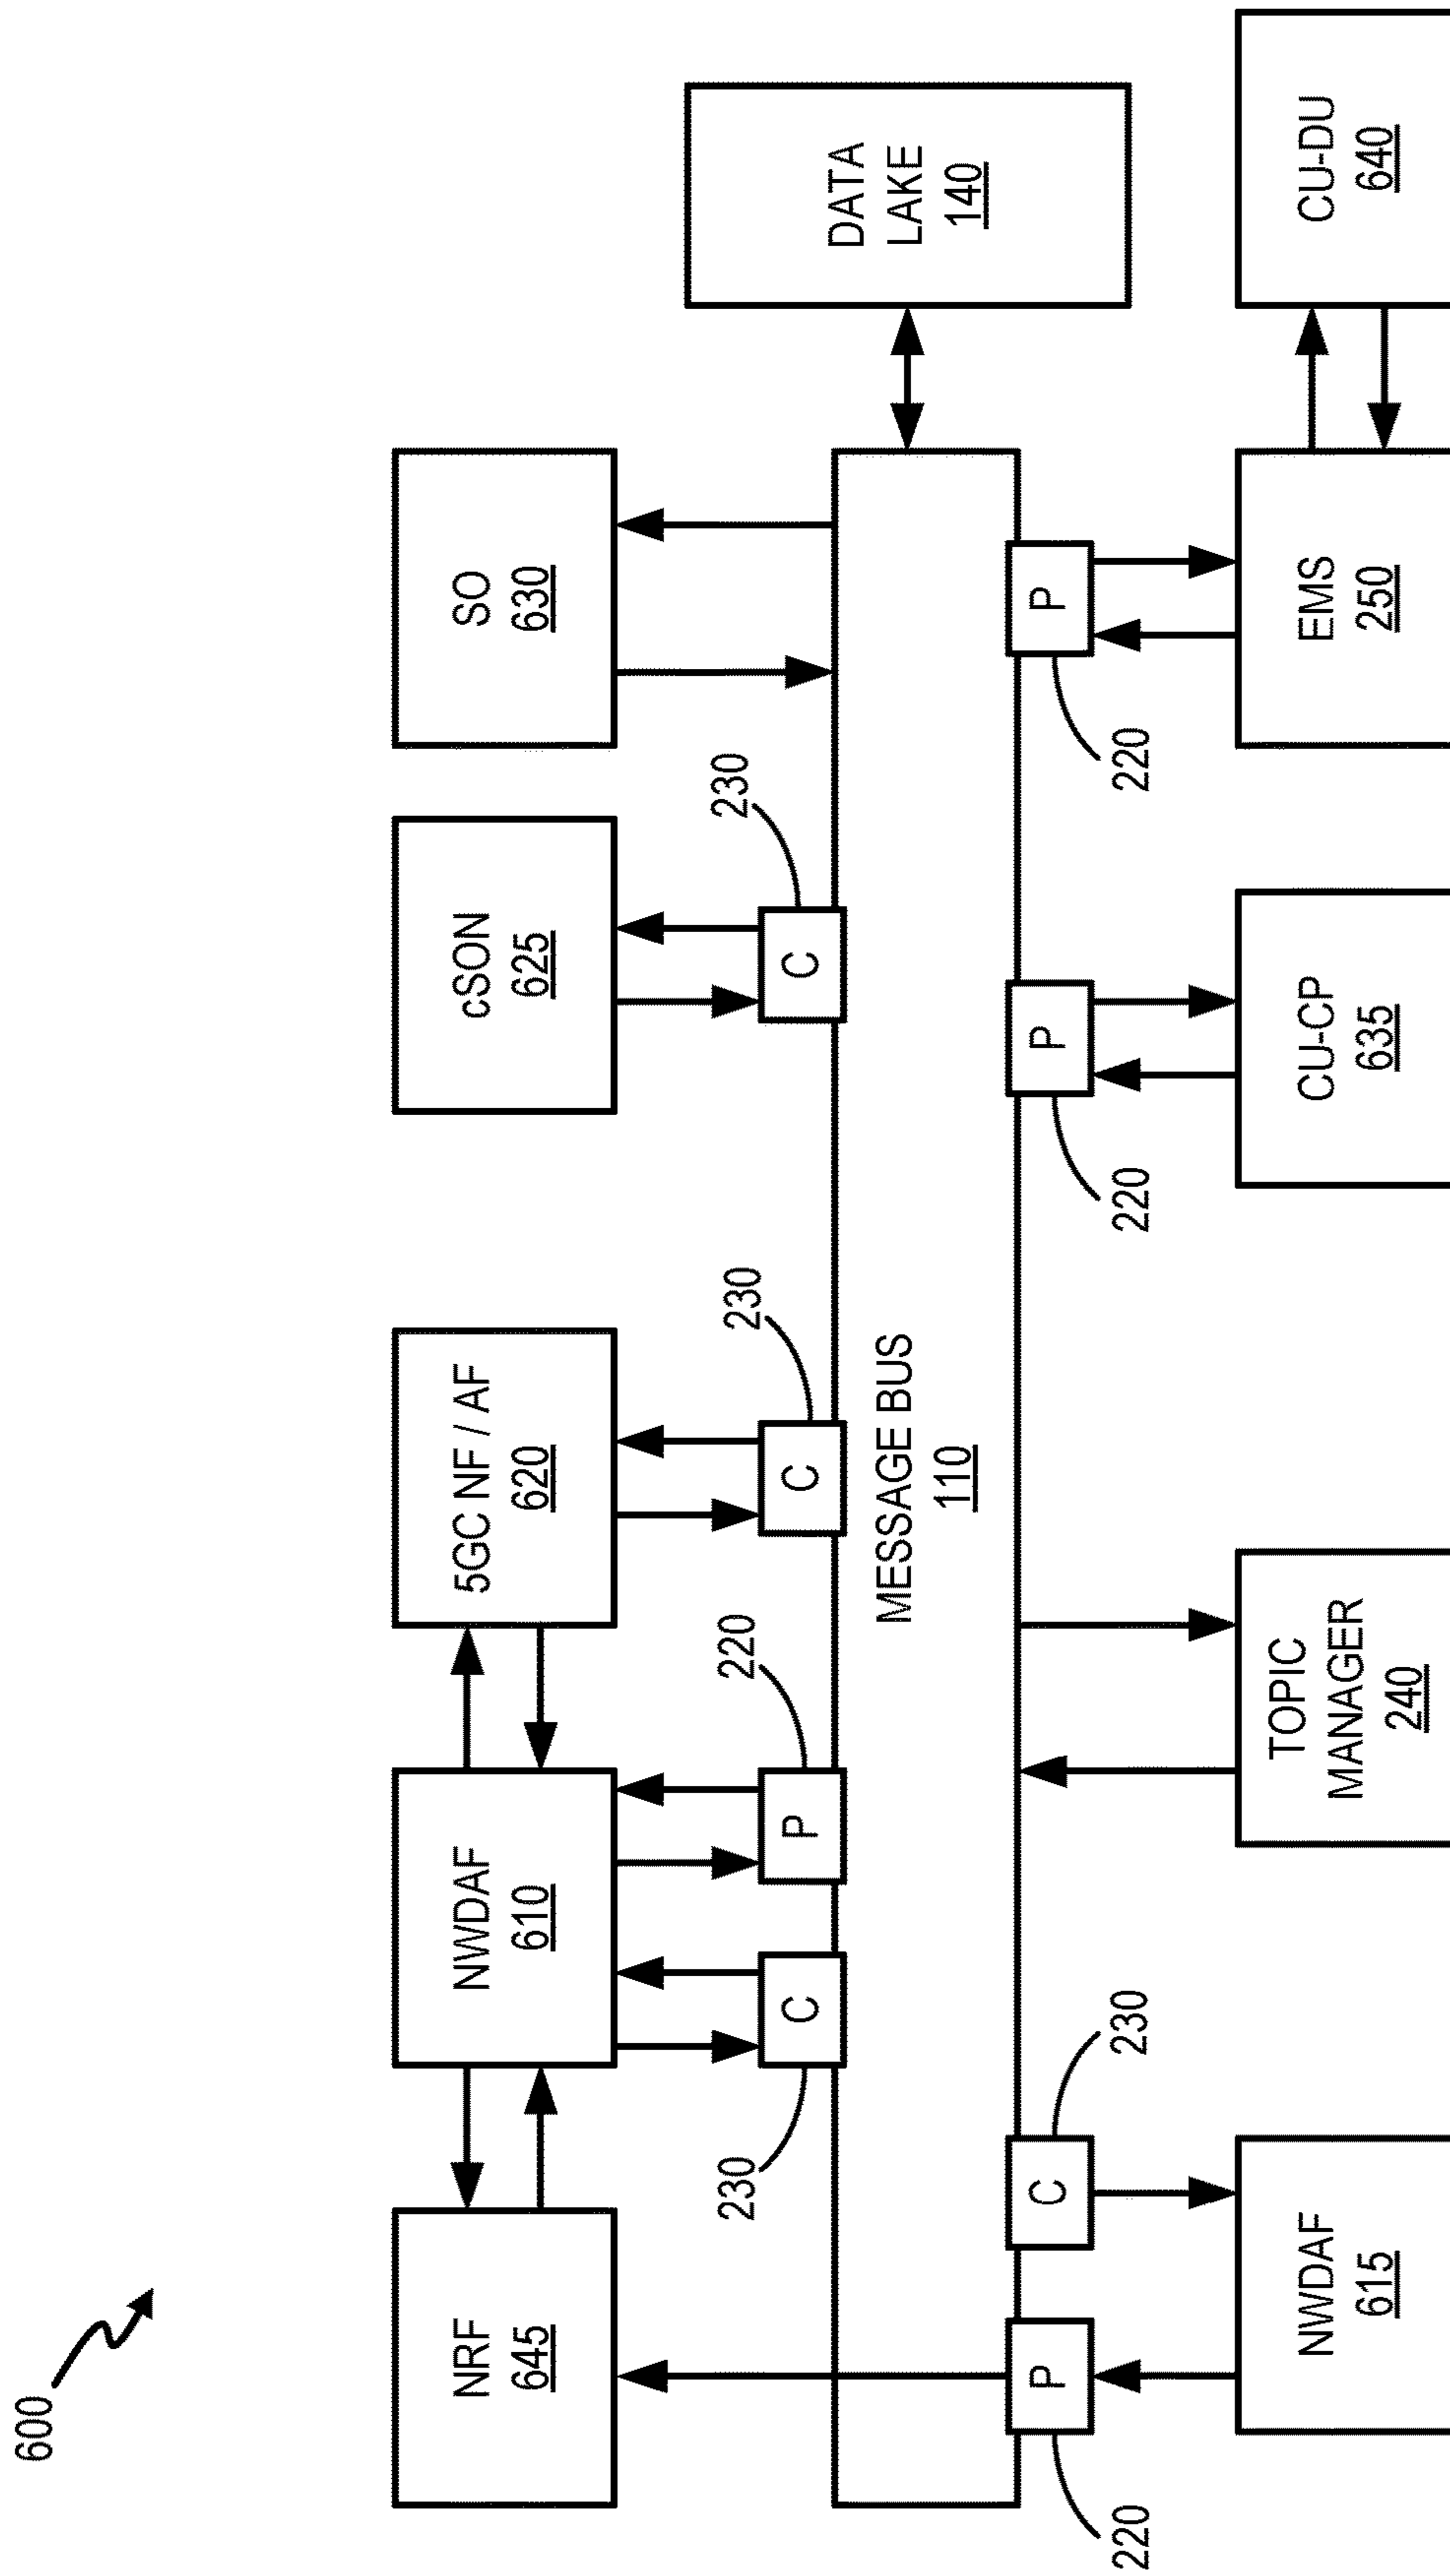 600
NRF
645
NWDAF
610
5GC NF / AF
620
cSON
625
SO
630
230
C
P
220
C
230
C
230
MESSAGE BUS
110
DATA
LAKE
140
220
P
C
230
P
220
P
220
NWDAF
615
TOPIC
MANAGER
240
CU-CP
635
EMS
250
CU-DU
640